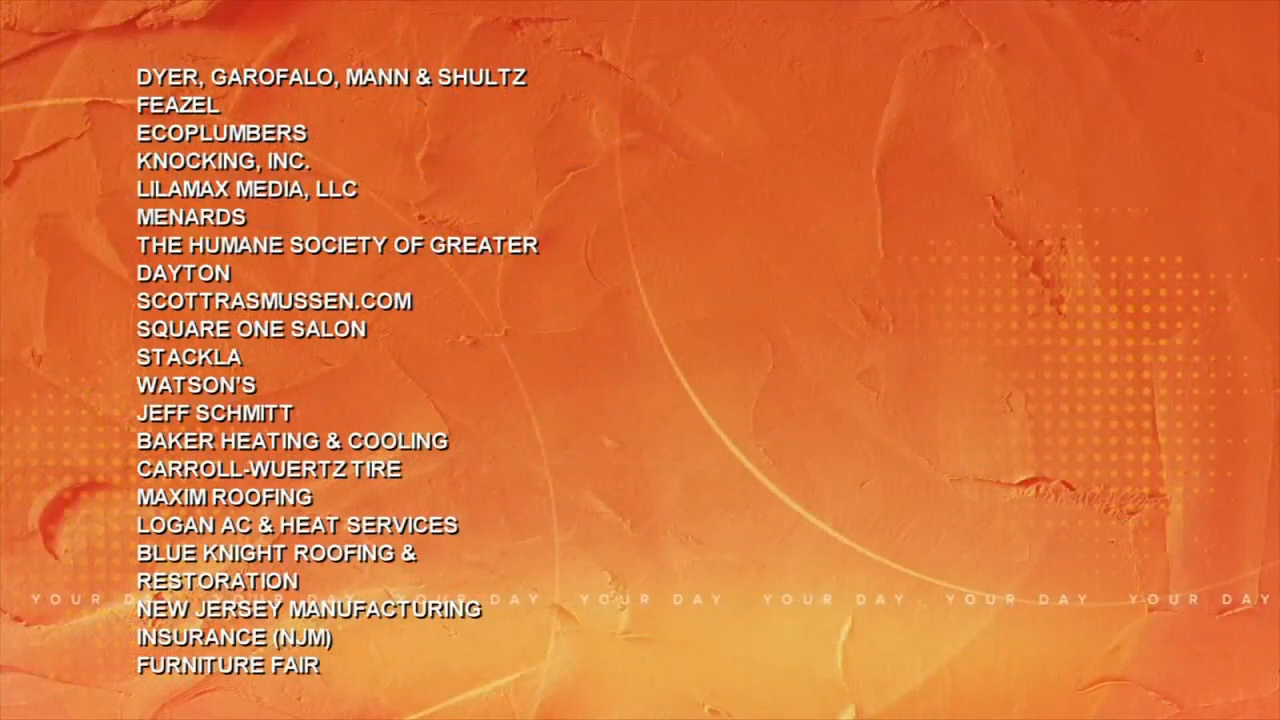 DYER, GAROFALO, MANN & SHULTZ
FEAZEL
ECOPLUMBERS
KNOCKING, INC.
LILAMAX MEDIA, LLC
MENARDS
THE HUMANE SOCIETY OF GREATER
DAYTON
SCOTTRASMUSSEN.COM
SQUARE ONE SALON
STACKLA
WATSON'S
JEFF SCHMITT
BAKER HEATING & COOLING
CARROLL-WUERTZ TIRE
MAXIM ROOFING
LOGAN AC & HEAT SERVICES
BLUE KNIGHT ROOFING &
RESTORATION
YOUR DAY YOUR DAY YOUR DAY YOUR DAY YOUR DAY YOUR DAY YOUR DAY
NEW JERSEY MANUFACTURING
INSURANCE (NJM)
FURNITURE FAIR